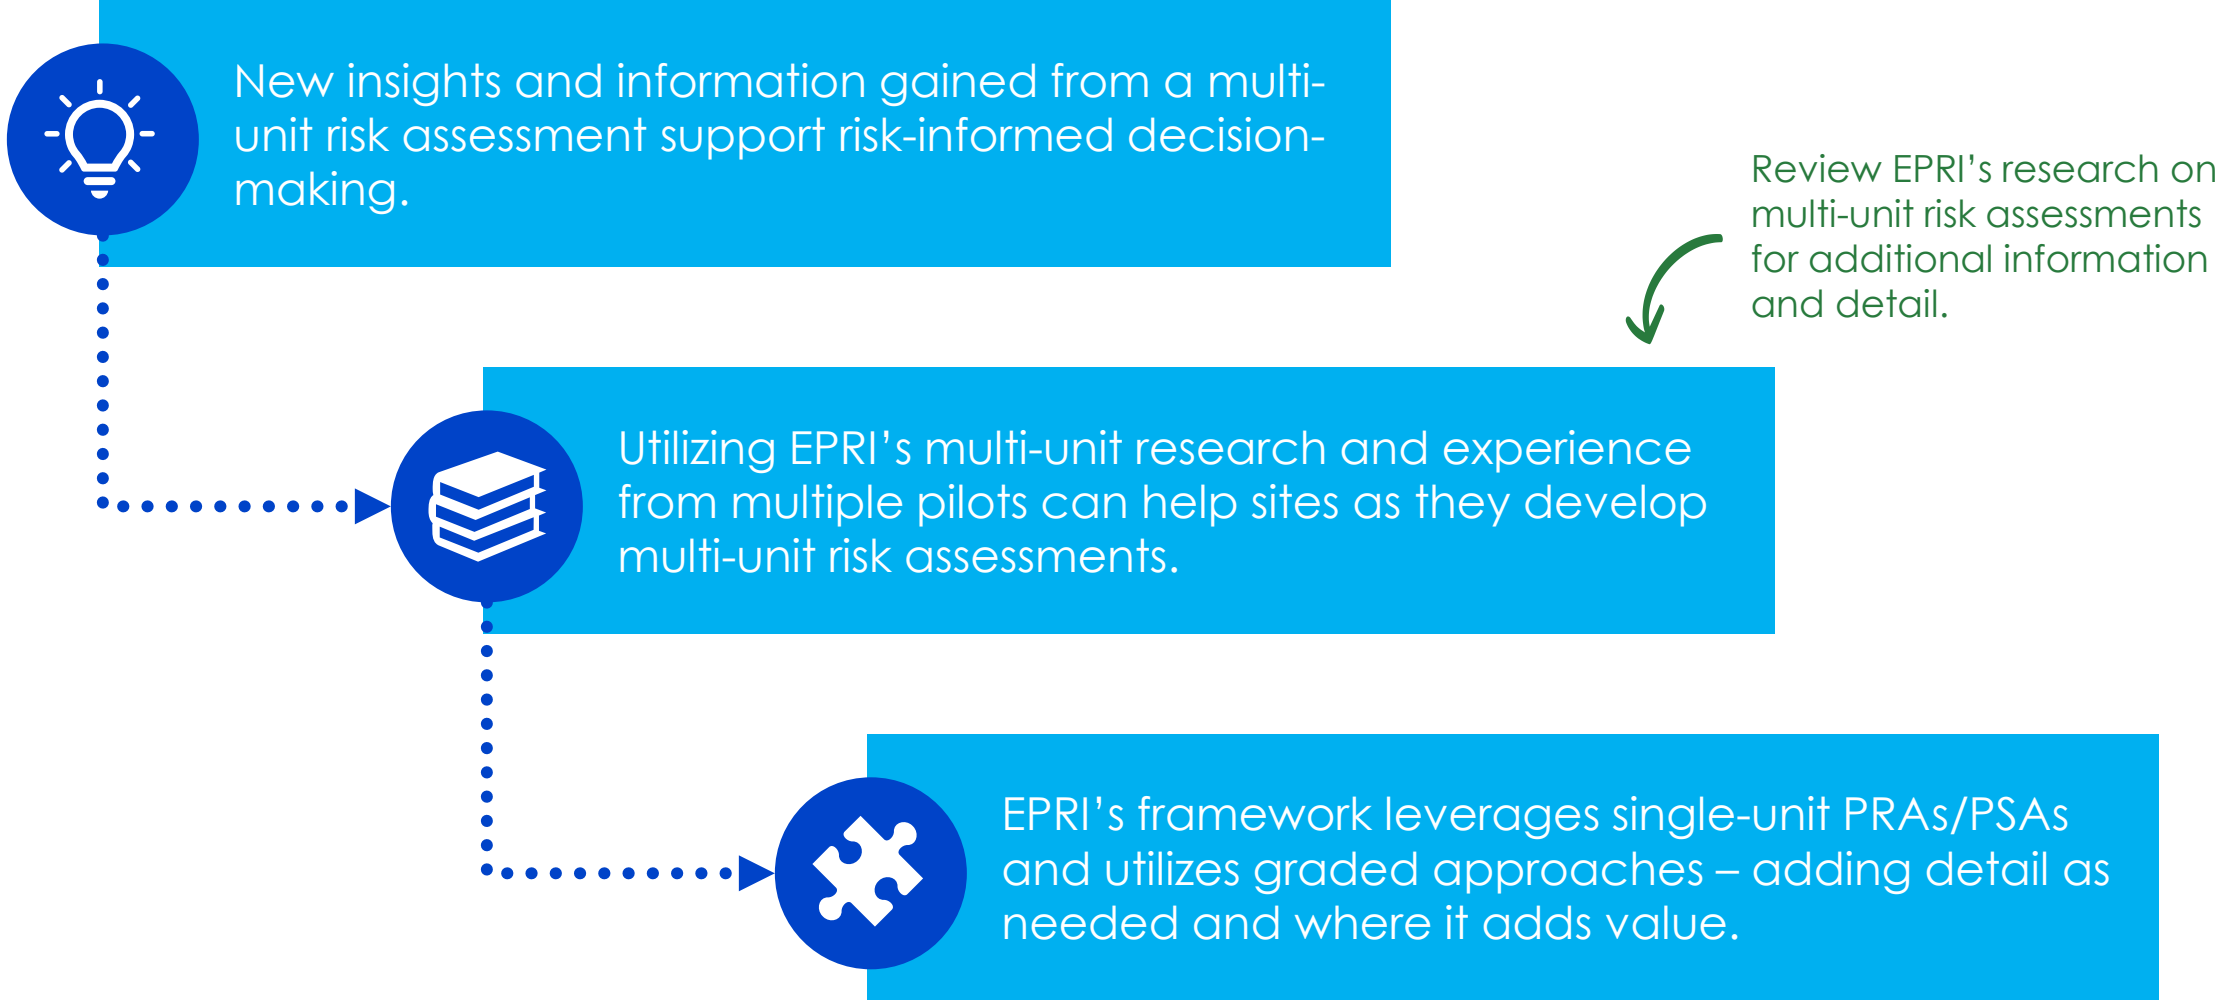 New insights and information gained from a multi-
unit risk assessment support risk-informed decision-
making.
Review EPRI’s research on
multi-unit risk assessments
for additional information
and detail.
Utilizing EPRI’s multi-unit research and experience
from multiple pilots can help sites as they develop
multi-unit risk assessments.
EPRI’s framework leverages single-unit PRAs/PSAs
and utilizes graded approaches – adding detail as
needed and where it adds value.